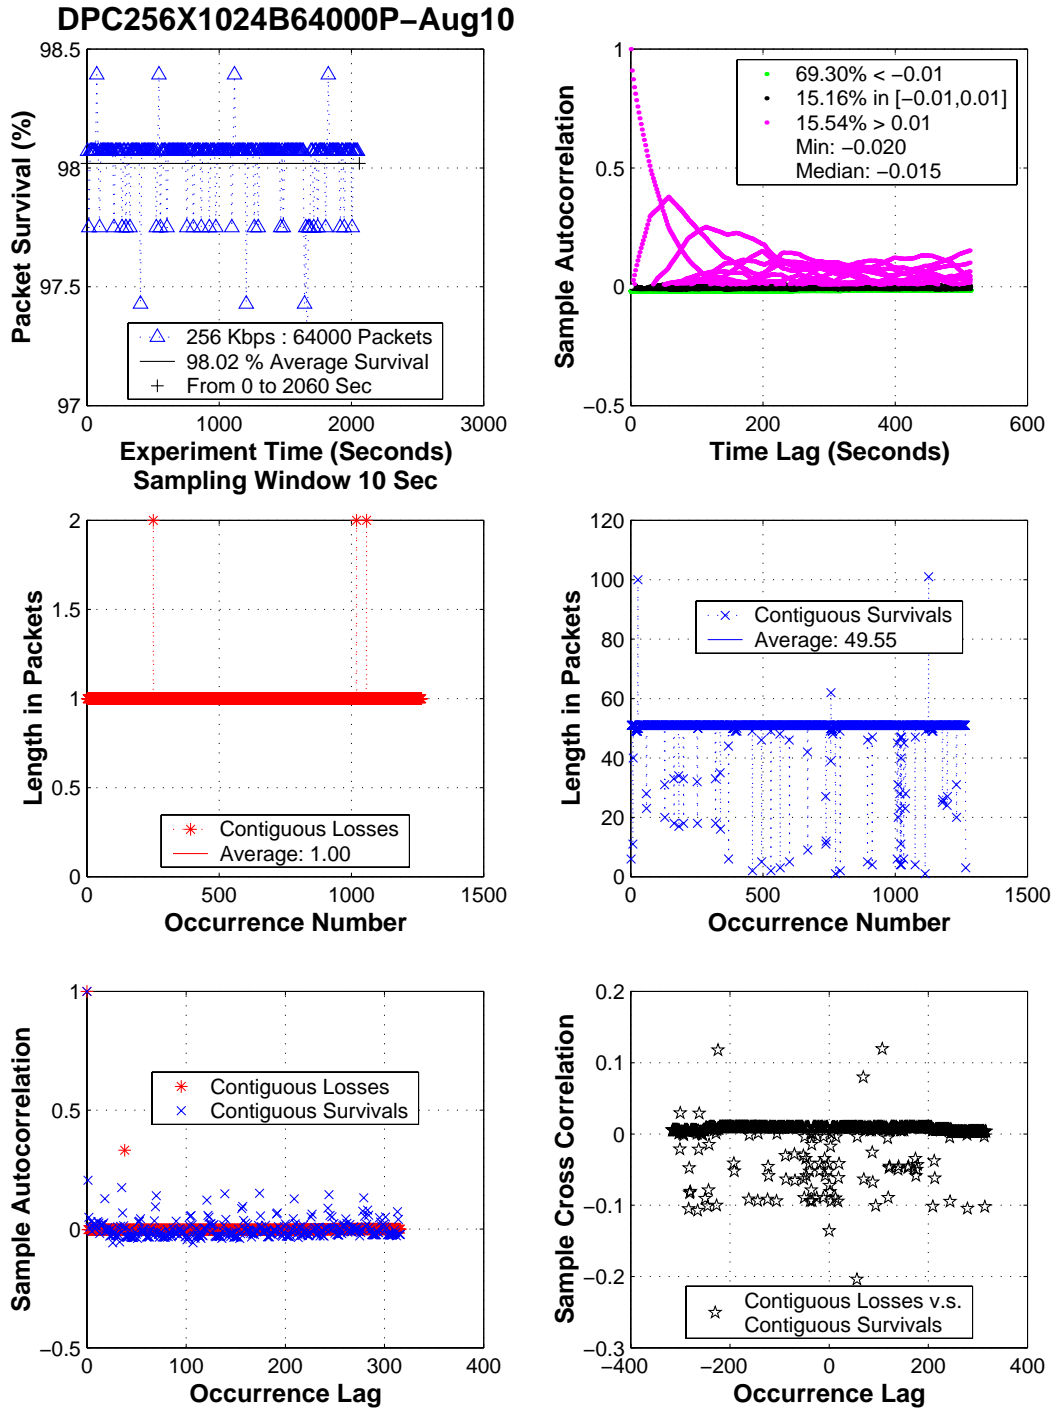 DPC256X1024B64000P−Aug10
98.5
98
97.5
97
Packet Survival (%)
256 Kbps : 64000 Packets
98.02 % Average Survival
From 0 to 2060 Sec
0 1000 2000 3000
Experiment Time (Seconds)
Sampling Window 10 Sec
1
0.5
0
−0.5
Sample Autocorrelation
69.30% < −0.01
15.16% in [−0.01,0.01]
15.54% > 0.01
Min: −0.020
Median: −0.015
0 200 400 600
Time Lag (Seconds)
2
1.5
1
0.5
0
Length in Packets
Contiguous Losses
Average: 1.00
0 500 1000 1500
Occurrence Number
120
100
80
60
40
20
0
Length in Packets
Contiguous Survivals
Average: 49.55
0 500 1000 1500
Occurrence Number
1
0.5
0
−0.5
Sample Autocorrelation
Contiguous Losses
Contiguous Survivals
0 100 200 300 400
Occurrence Lag
0.2
0.1
0
−0.1
−0.2
−0.3
Sample Cross Correlation
Contiguous Losses v.s.
Contiguous Survivals
−400 −200 0 200 400
Occurrence Lag